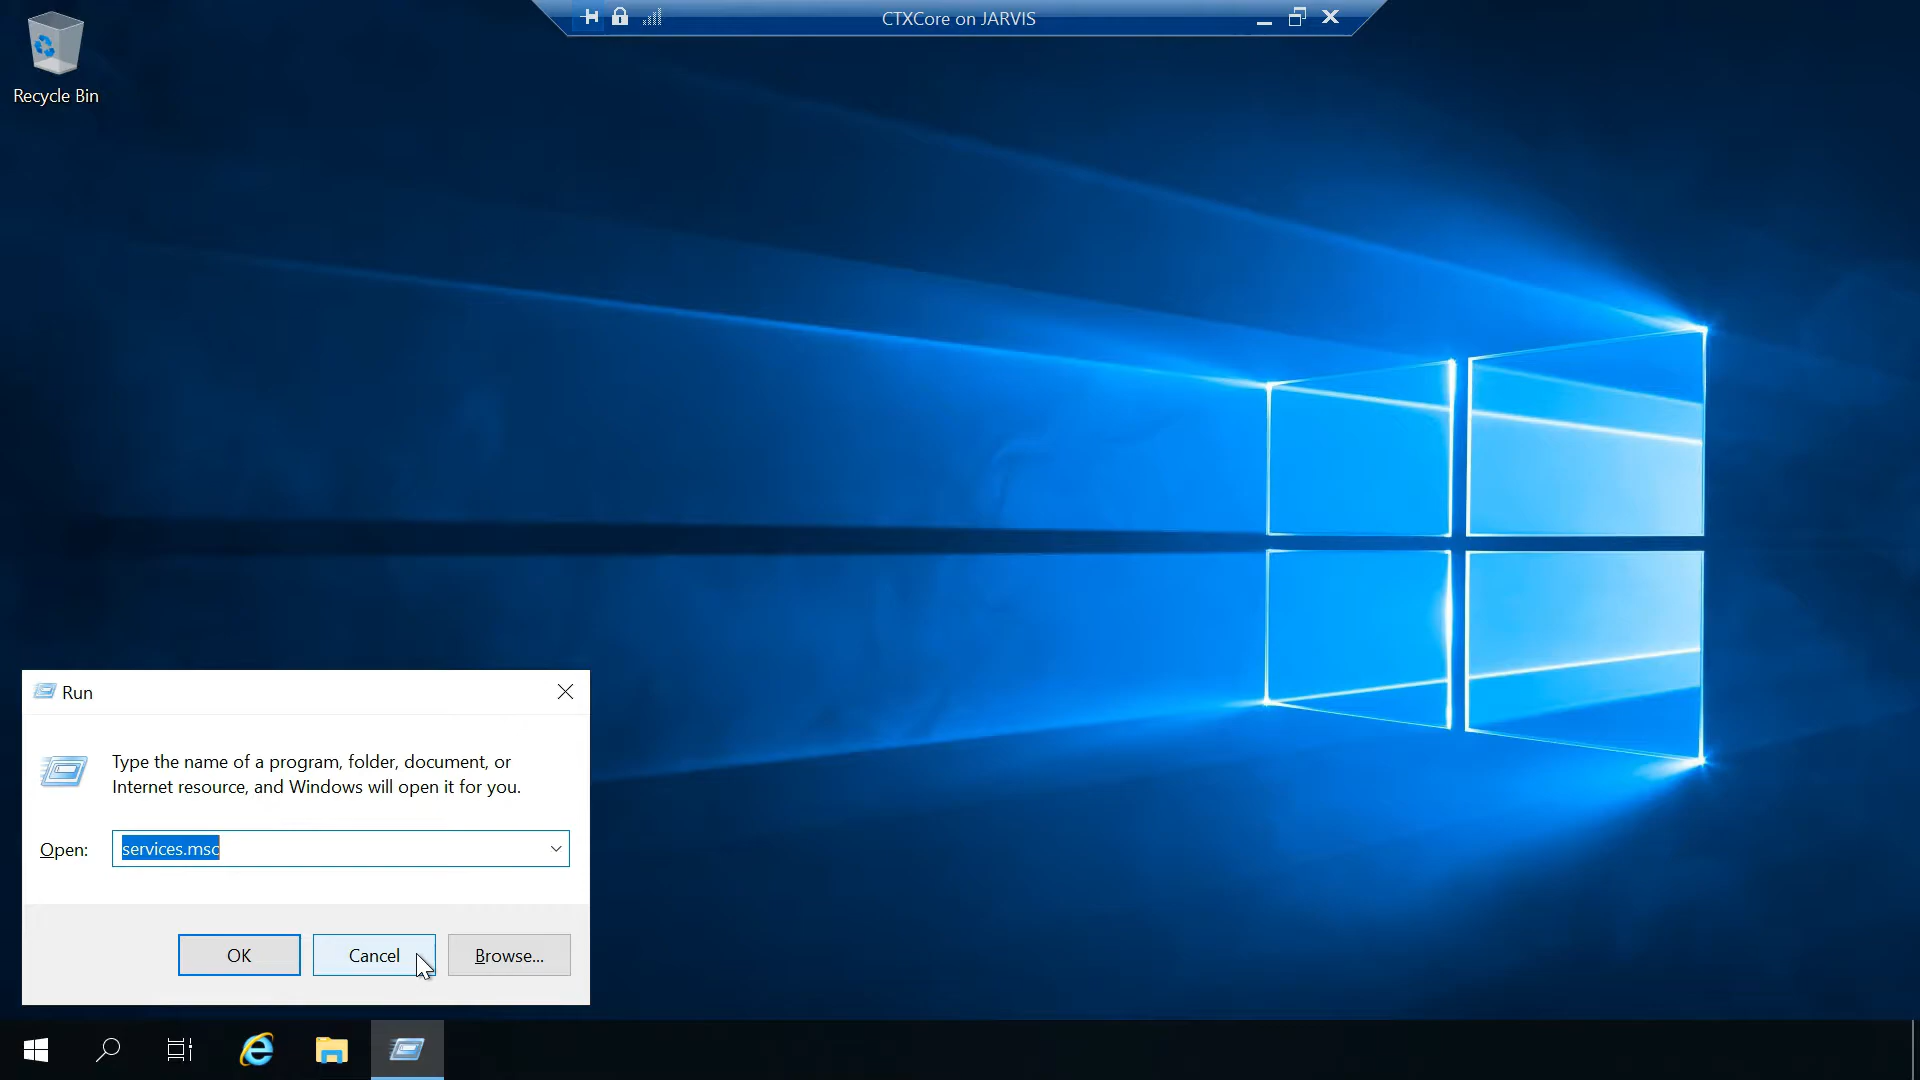 CTXCore on JARVIS
Recycle Bin
Run
Type the name of a program, folder, document, or
Internet resource, and Windows will open it for you.
Open:
services.msc
OK
Cancel
Browse...